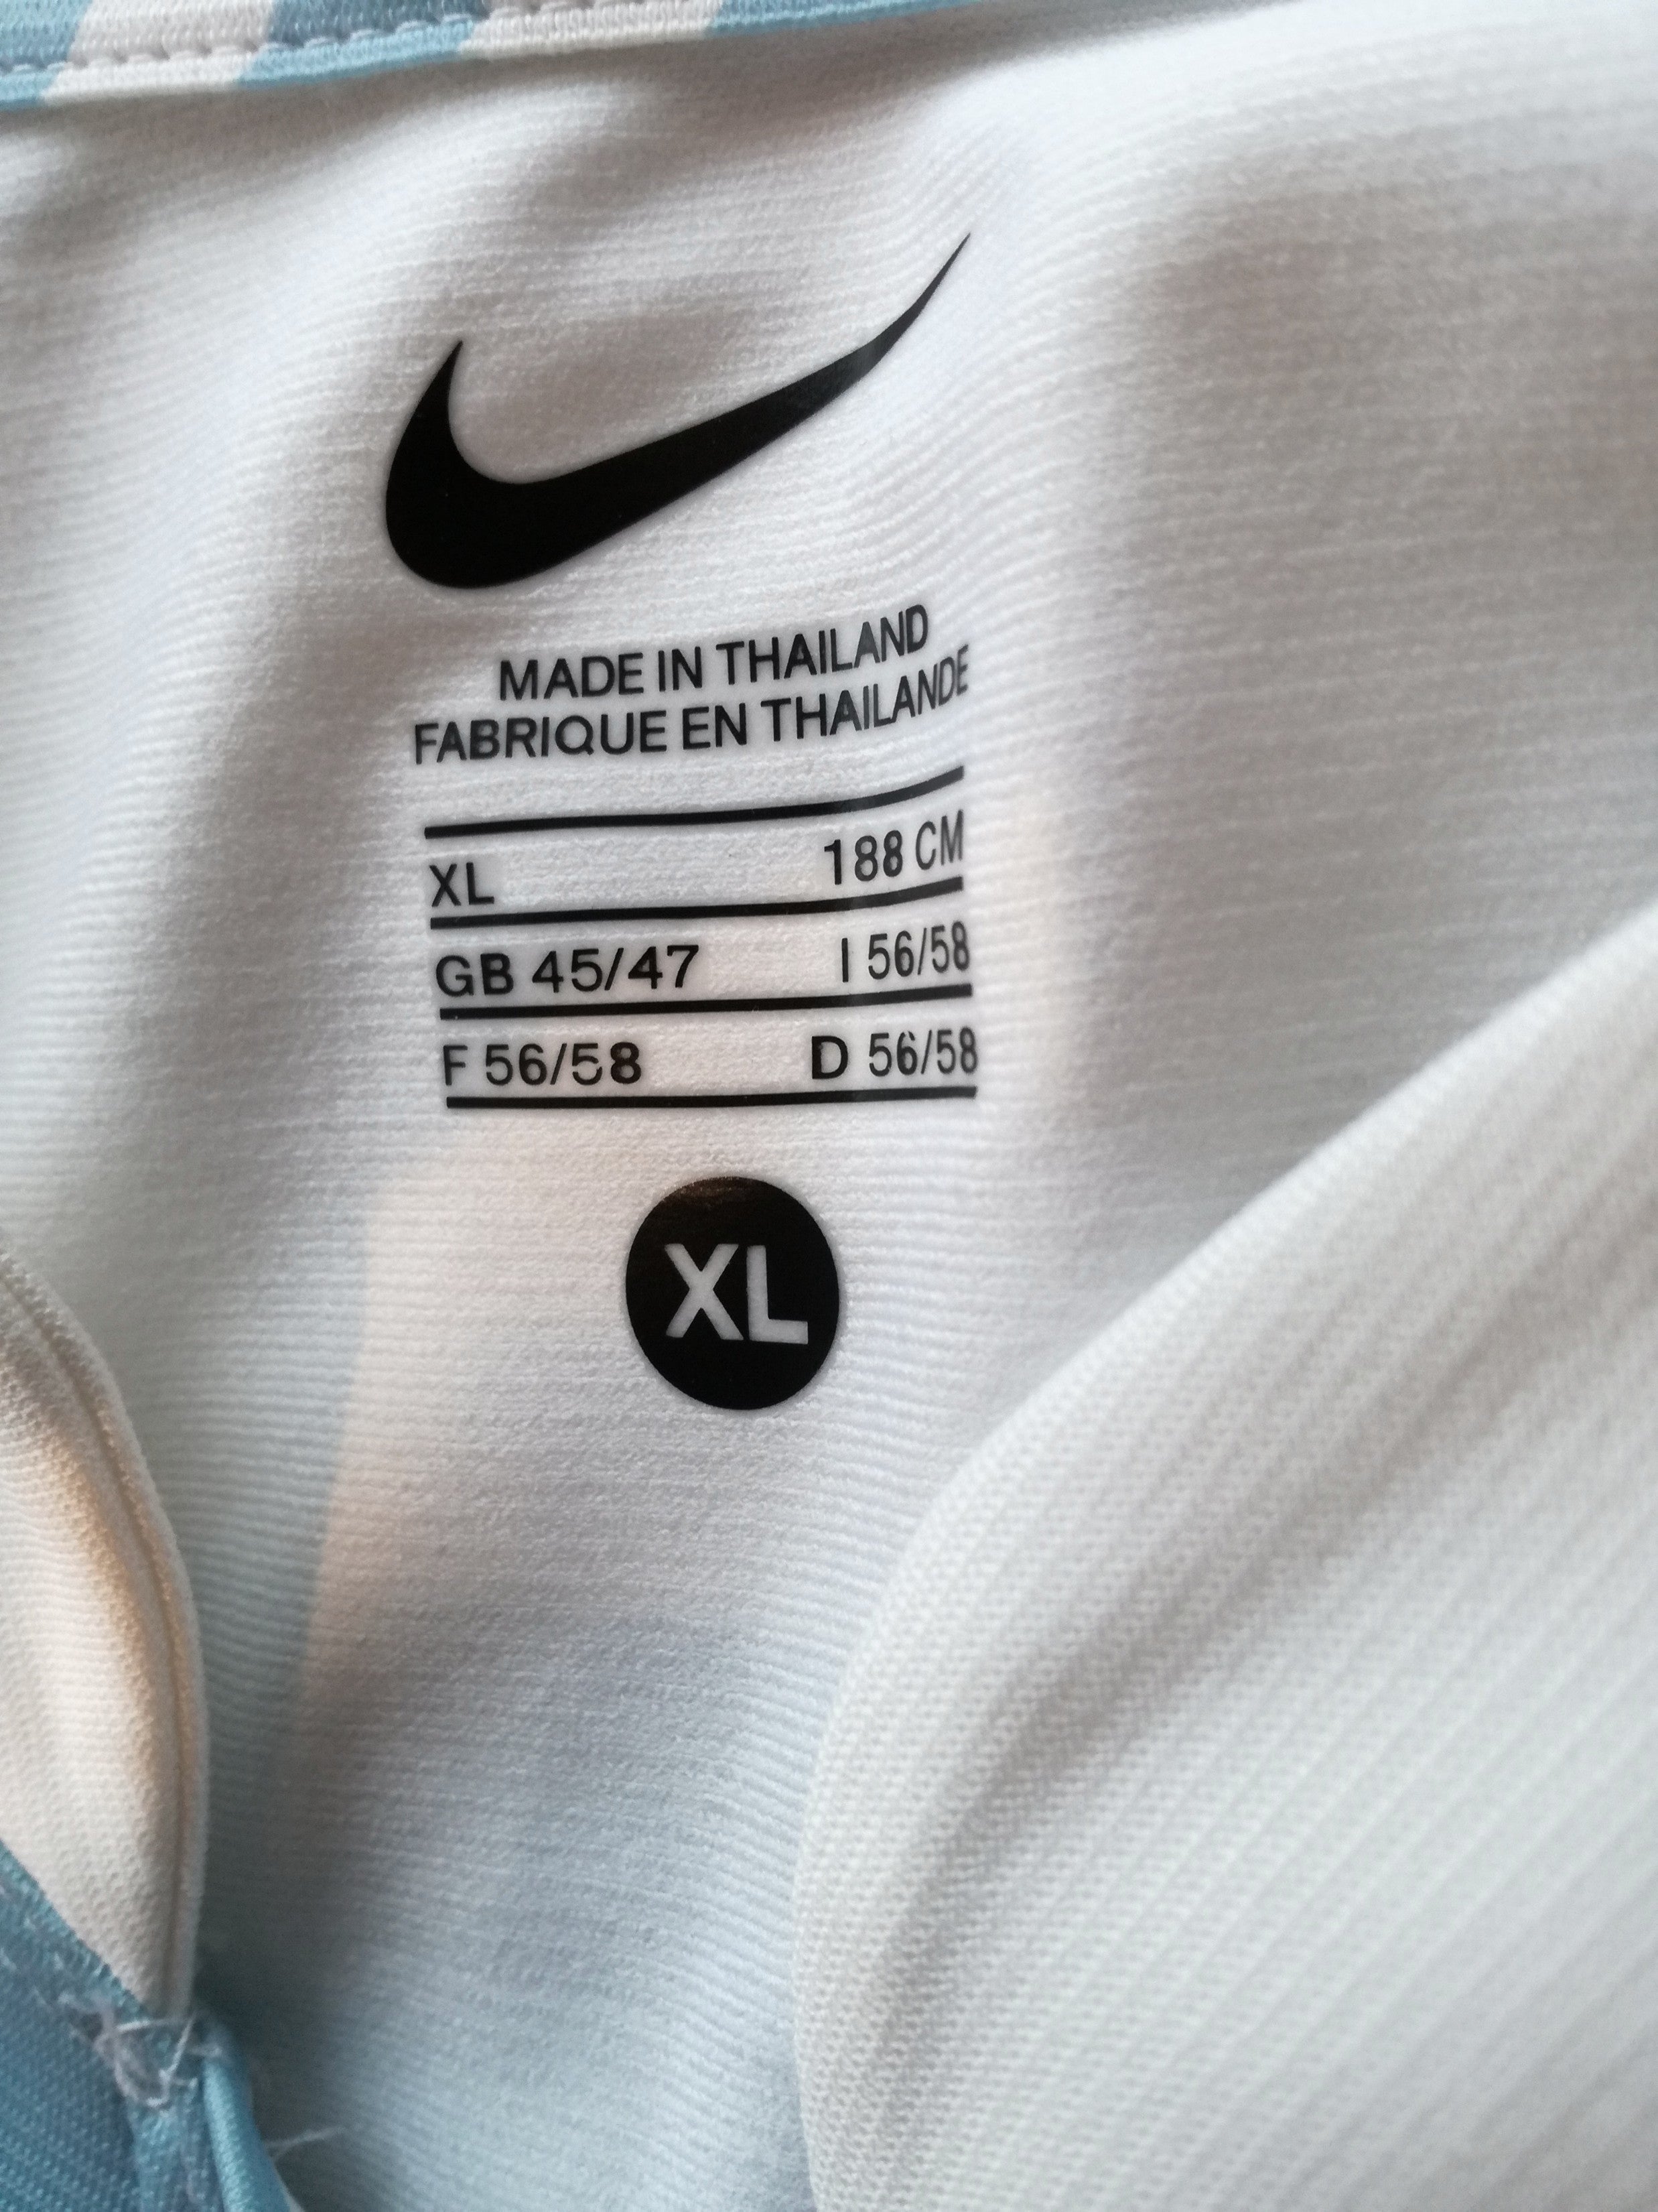 MADE IN THAILAND
FABRIQUE EN THAILANDE
XL 188 CM
GB 45/47 I 56/58
F 56/58 D 56/58
XL